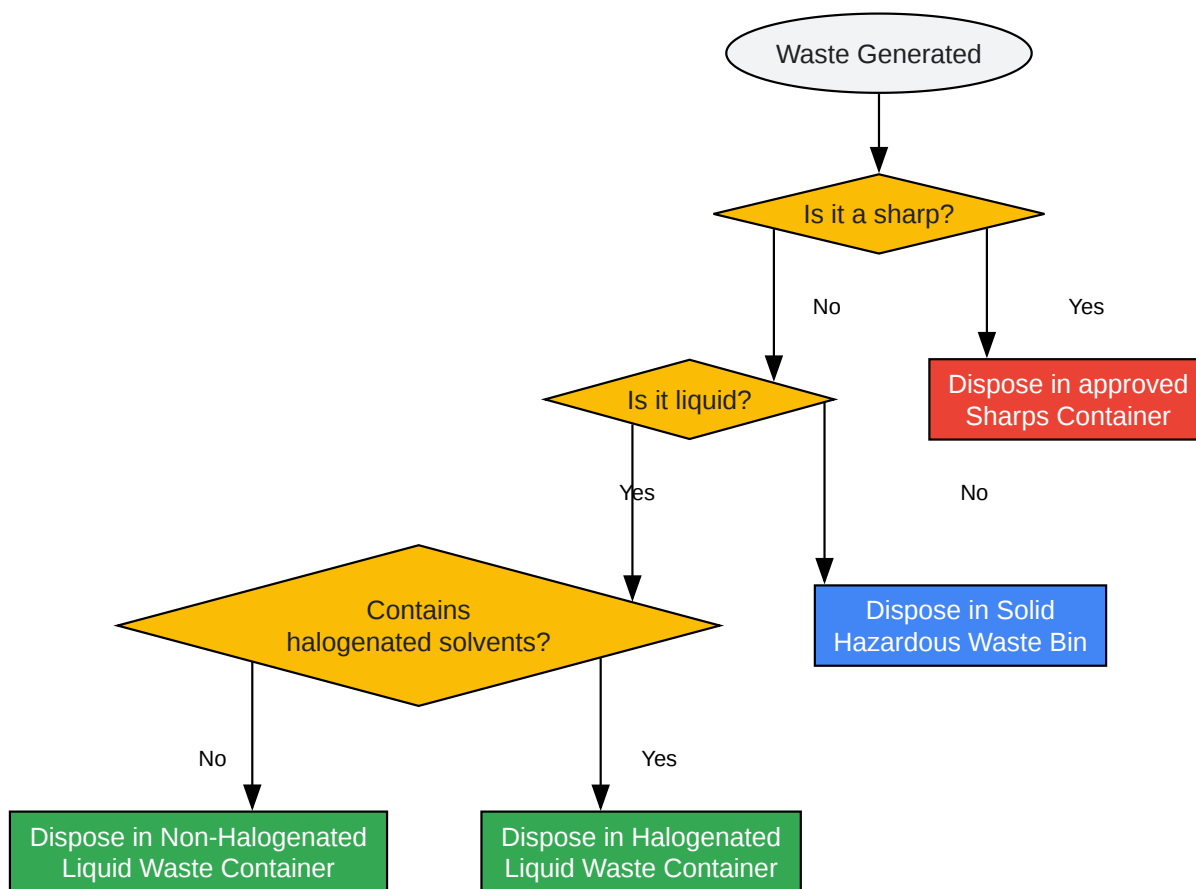 Waste Generated
Is it a sharp?
No
Yes
Is it liquid?
Dispose in approved
Sharps Container
Yes
No
Contains
halogenated solvents?
Dispose in Solid
Hazardous Waste Bin
No
Yes
Dispose in Non-Halogenated
Liquid Waste Container
Dispose in Halogenated
Liquid Waste Container